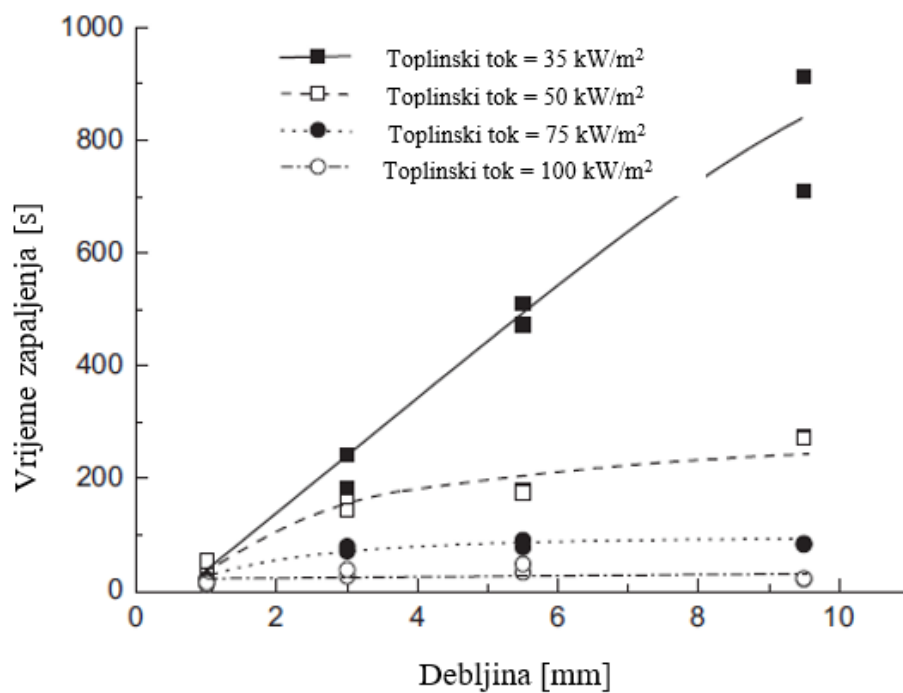 1000
800
600
400
200
0
Vrijeme zapaljenja [s]
Toplinski tok = 35 kW/m²
Toplinski tok = 50 kW/m²
Toplinski tok = 75 kW/m²
Toplinski tok = 100 kW/m²
0 2 4 6 8 10
Debljina [mm]